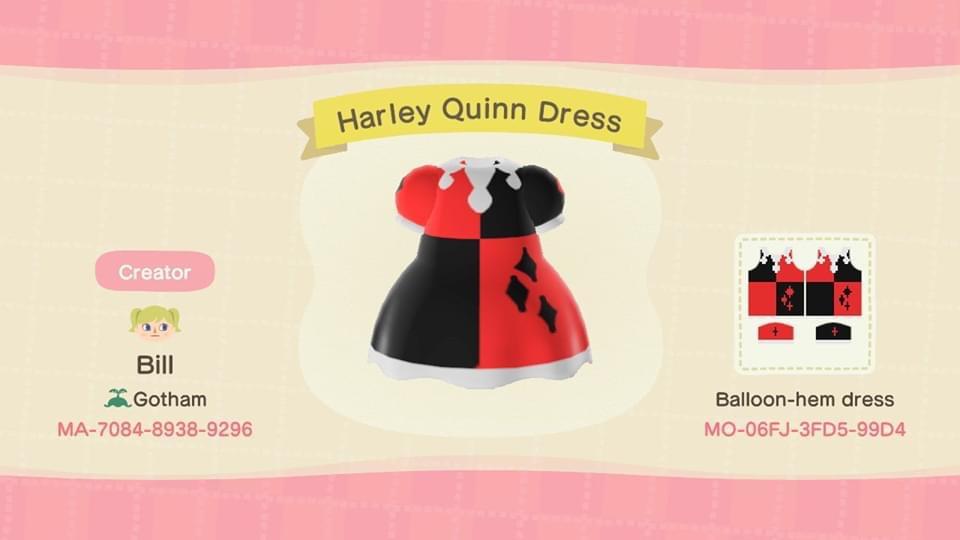 Harley Quinn Dress
Creator
Bill
Gotham
MA-7084-8938-9296
Balloon-hem dress
MO-06FJ-3FD5-99D4